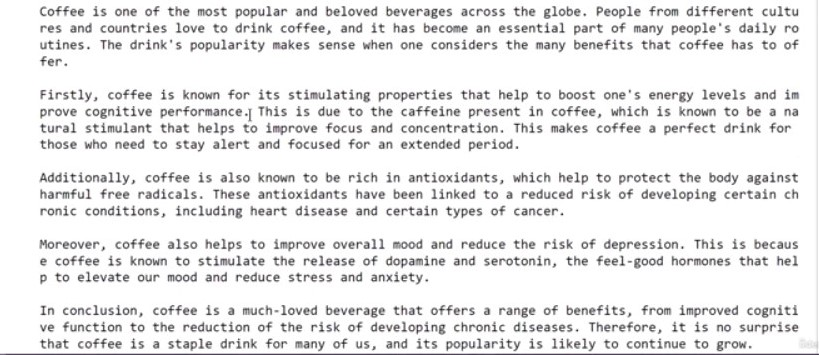 Coffee is one of the most popular and beloved beverages across the globe. People from different cultu
res and countries love to drink coffee, and it has become an essential part of many people's daily ro
utines. The drink's popularity makes sense when one considers the many benefits that coffee has to of
fer.
Firstly, coffee is known for its stimulating properties that help to boost one's energy levels and im
prove cognitive performance. This is due to the caffeine present in coffee, which is known to be a na
tural stimulant that helps to improve focus and concentration. This makes coffee a perfect drink for
those who need to stay alert and focused for an extended period.
Additionally, coffee is also known to be rich in antioxidants, which help to protect the body against
harmful free radicals. These antioxidants have been linked to a reduced risk of developing certain ch
ronic conditions, including heart disease and certain types of cancer.
Moreover, coffee also helps to improve overall mood and reduce the risk of depression. This is becaus
e coffee is known to stimulate the release of dopamine and serotonin, the feel-good hormones that hel
p to elevate our mood and reduce stress and anxiety.
In conclusion, coffee is a much-loved beverage that offers a range of benefits, from improved cogniti
ve function to the reduction of the risk of developing chronic diseases. Therefore, it is no surprise
that coffee is a staple drink for many of us, and its popularity is likely to continue to grow.